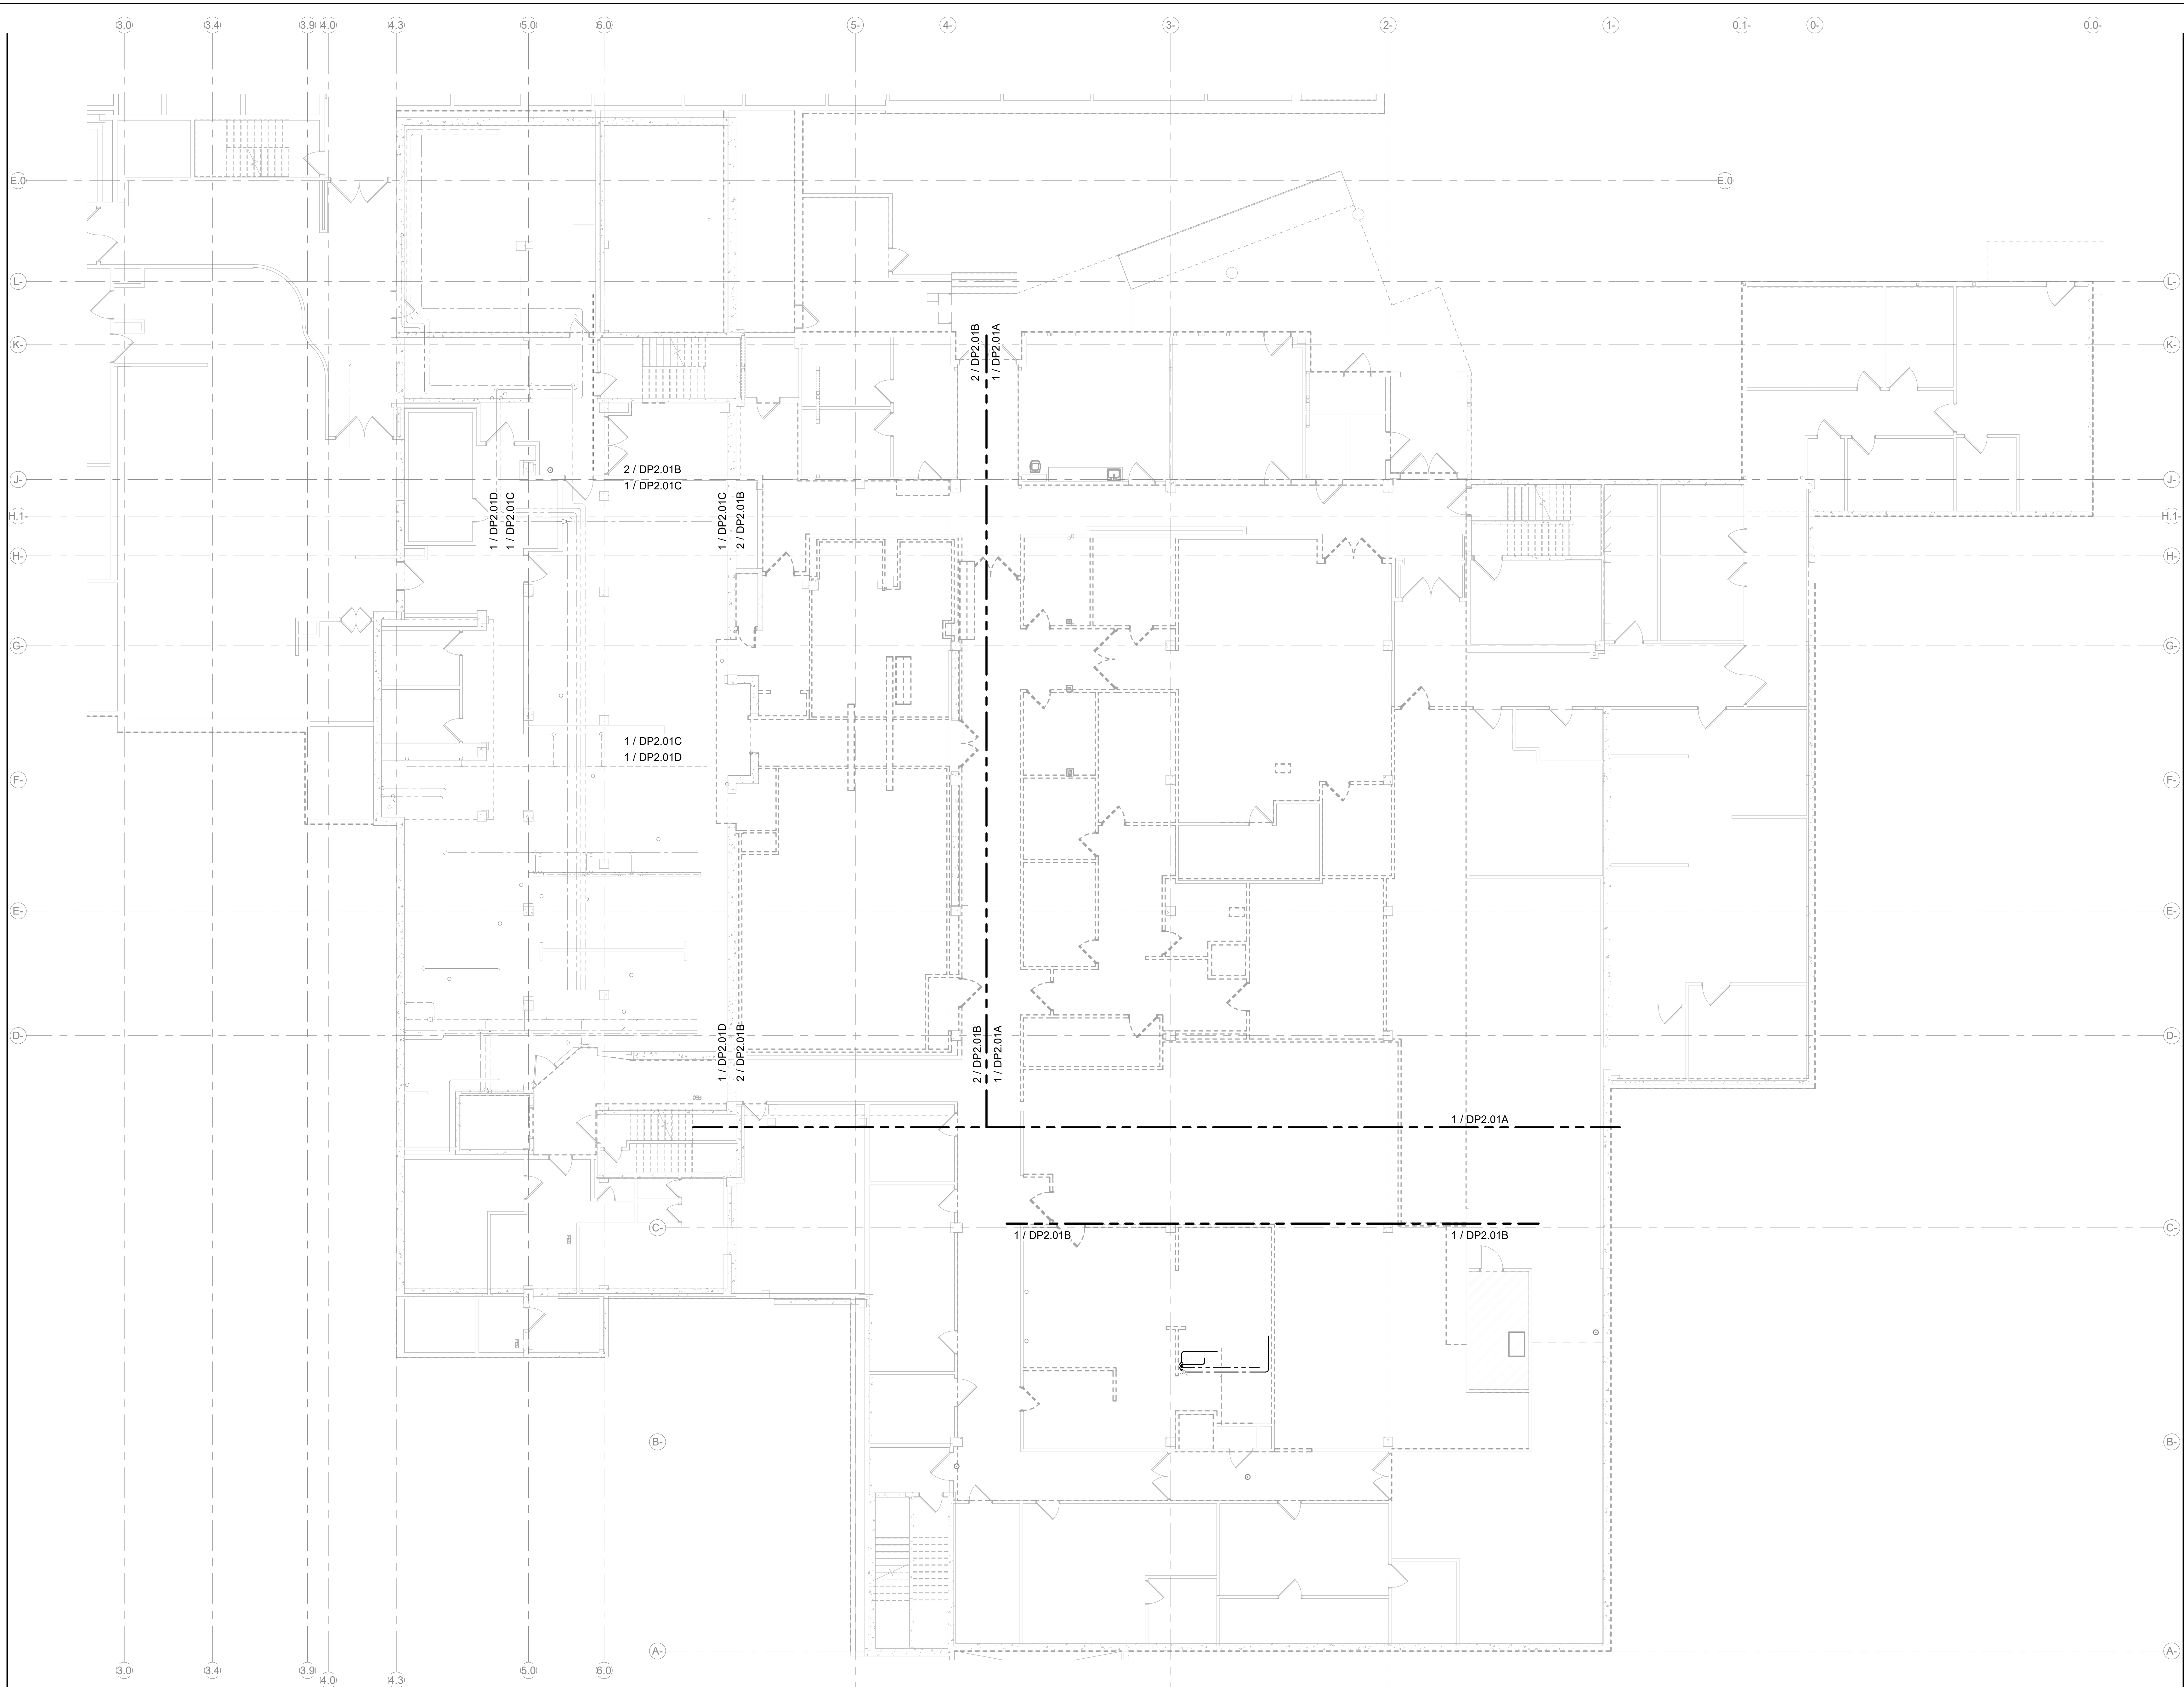 3.0
3.4
3.9
4.0
4.3
5.0
6.0
5-
4-
3-
2-
1-
0.1-
0-
0.0-
E.0
E.0
L-
L-
2 / DP2.01B
1 / DP2.01A
K-
K-
2 / DP2.01B
1 / DP2.01C
J-
J-
1 / DP2.01D
1 / DP2.01C
1 / DP2.01C
2 / DP2.01B
H.1-
H.1-
H-
H-
G-
G-
1 / DP2.01C
1 / DP2.01D
F-
F-
E-
E-
D-
D-
1 / DP2.01D
2 / DP2.01B
2 / DP2.01B
1 / DP2.01A
FEC
1 / DP2.01A
C-
C-
FEC
1 / DP2.01B
1 / DP2.01B
FEC
B-
B-
A-
A-
3.0
3.4
3.9
4.0
4.3
5.0
6.0